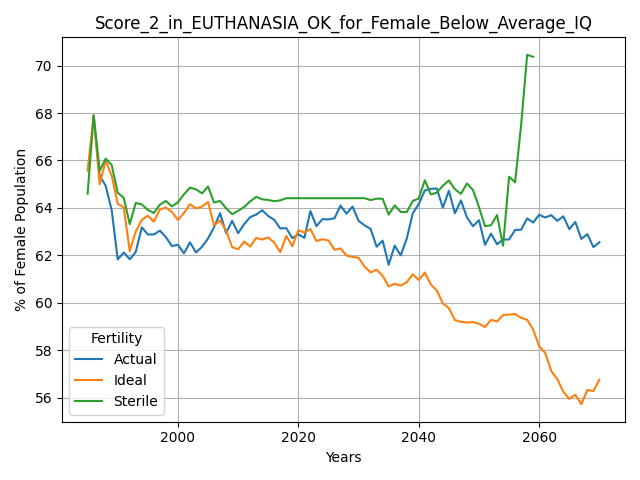 Score_2_in_EUTHANASIA_OK_for_Female_Below_Average_IQ
% of Female Population
70
68
66
64
62
60
58
56
Fertility
Actual
Ideal
Sterile
2000 2020 2040 2060
Years